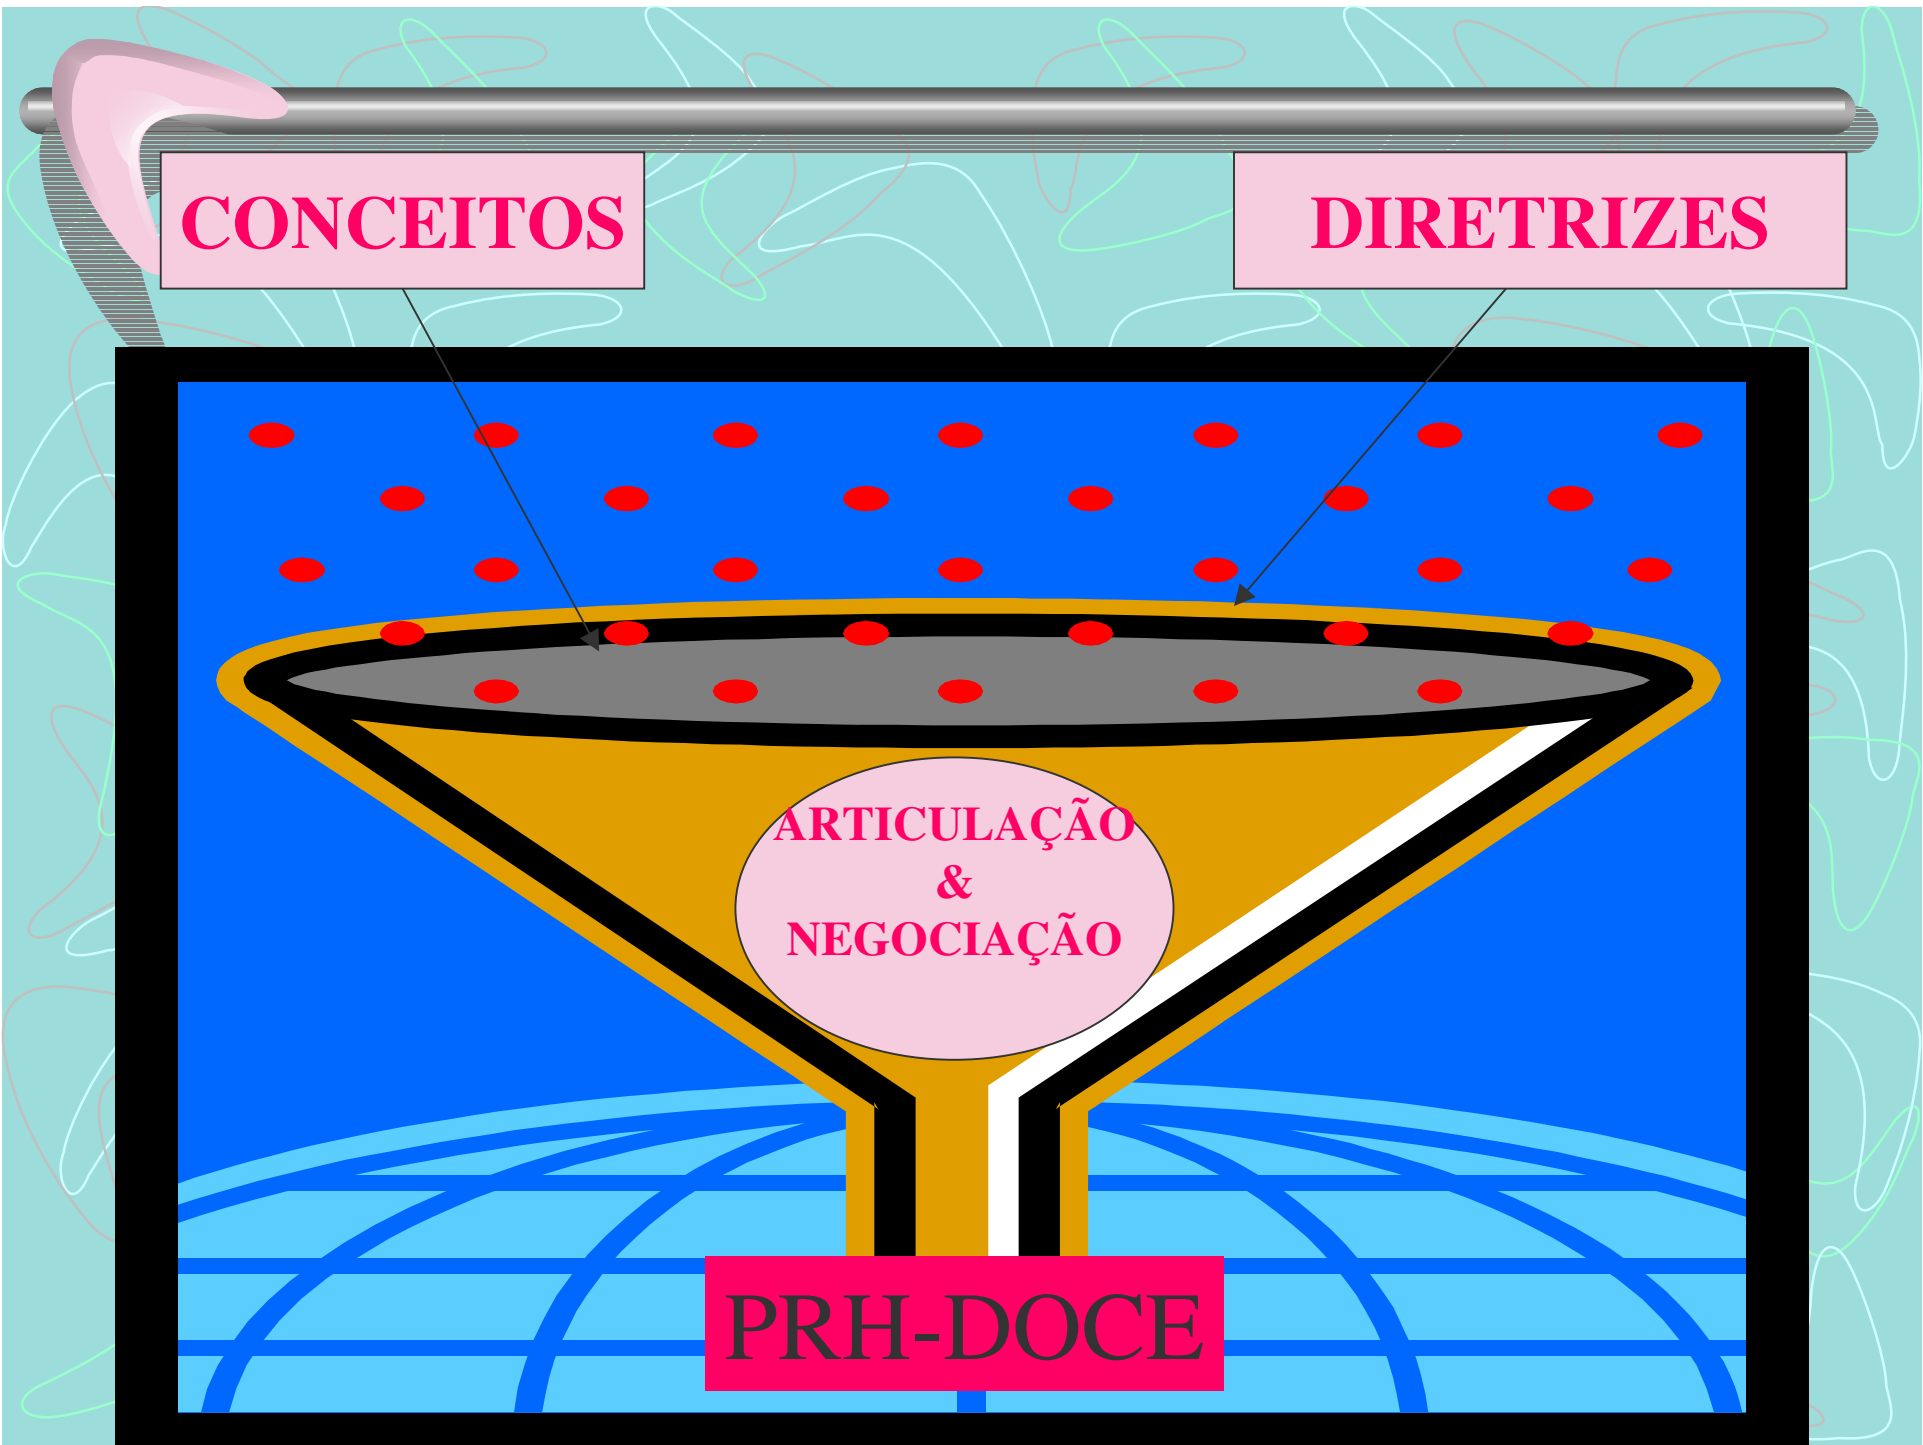 CONCEITOS
DIRETRIZES
ARTICULAÇÃO
&
NEGOCIAÇÃO
PRH-DOCE